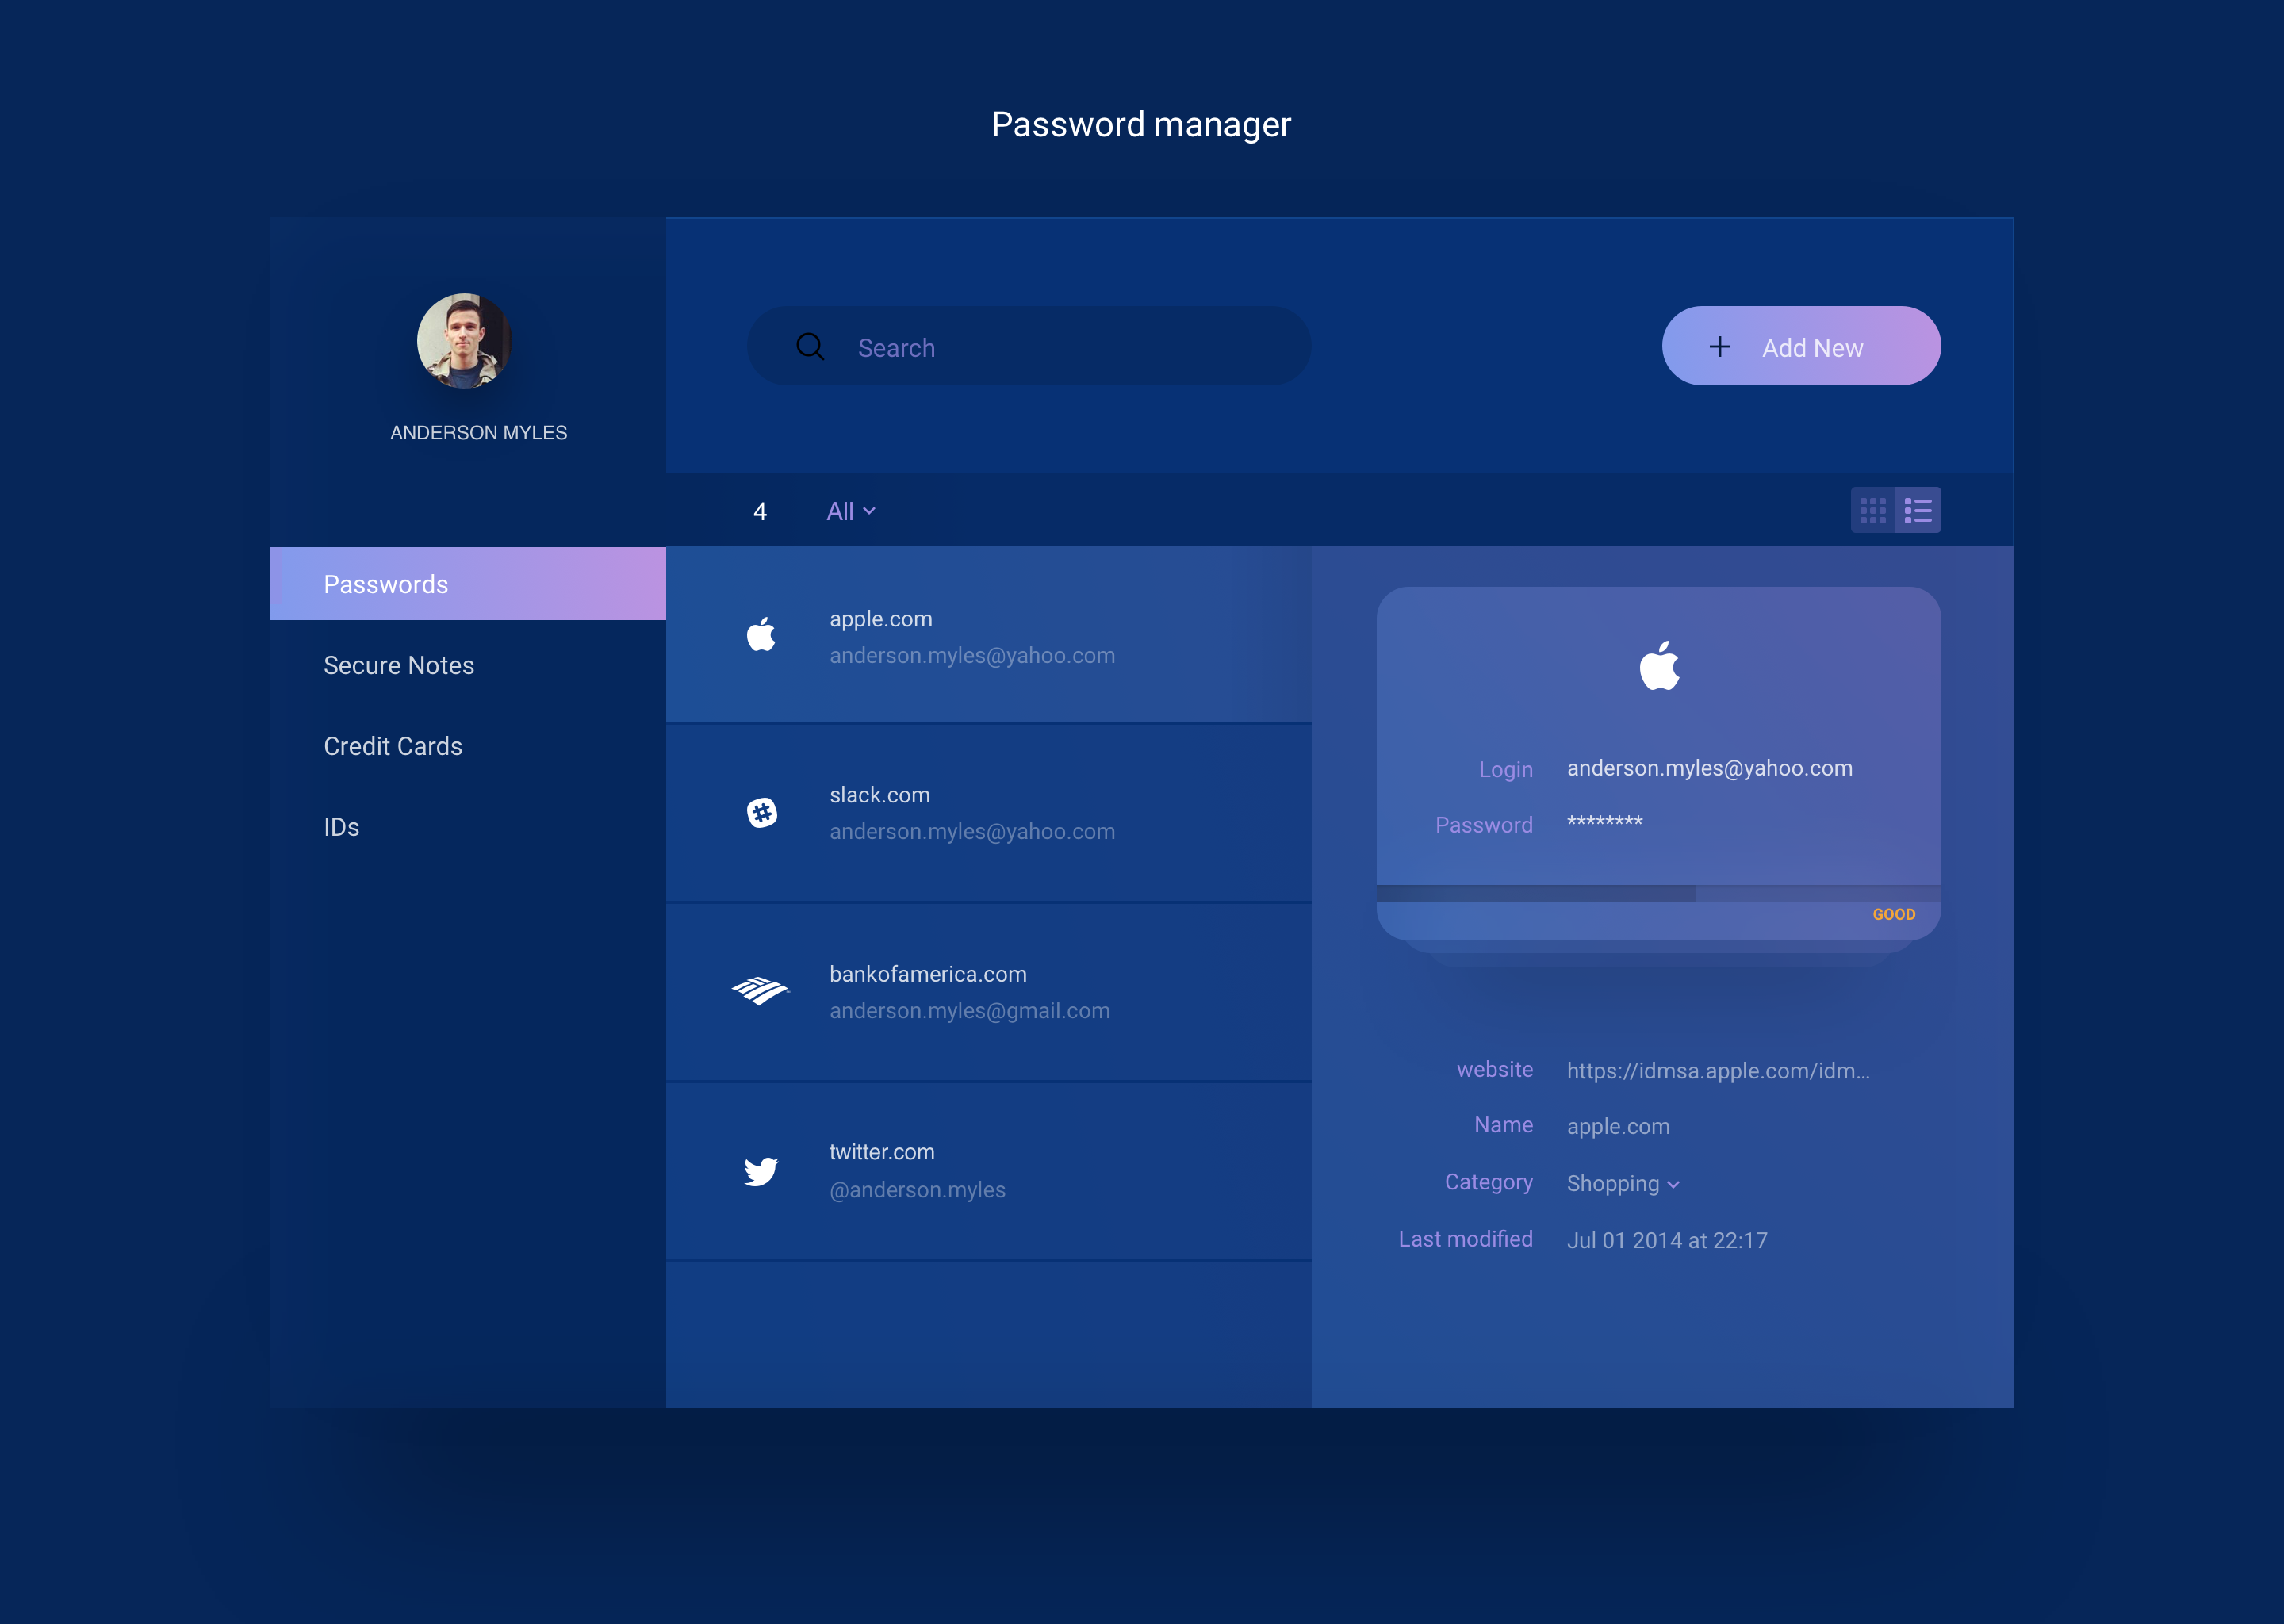 Password manager
ANDERSON MYLES
Passwords
Secure Notes
Credit Cards
IDs
Search
Add New
4 All
apple.com
anderson.myles@yahoo.com
slack.com
anderson.myles@yahoo.com
bankofamerica.com
anderson.myles@gmail.com
twitter.com
@anderson.myles
Login anderson.myles@yahoo.com
Password ********
GOOD
website https://idmsa.apple.com/idm...
Name apple.com
Category Shopping
Last modified Jul 01 2014 at 22:17